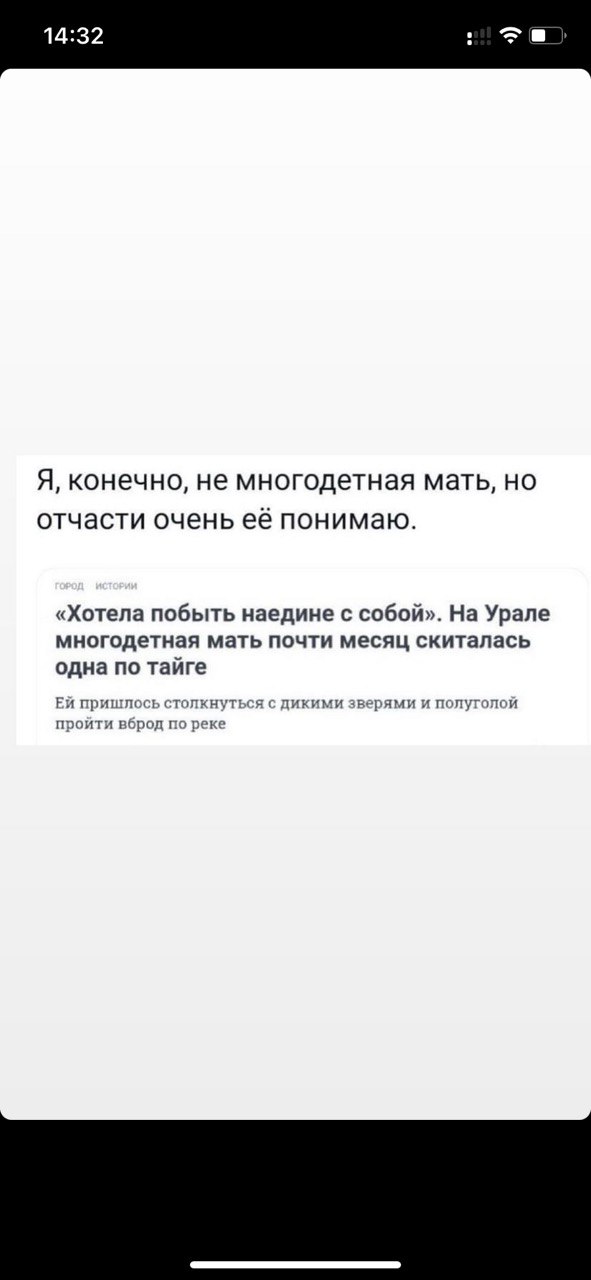 14:32
Я, конечно, не многодетная мать, но
отчасти очень её понимаю.
ГОРОД ИСТОРИИ
«Хотела побыть наедине с собой». На Урале
многодетная мать почти месяц скиталась
одна по тайге
Ей пришлось столкнуться с дикими зверями и полуголой
пройти вброд по реке